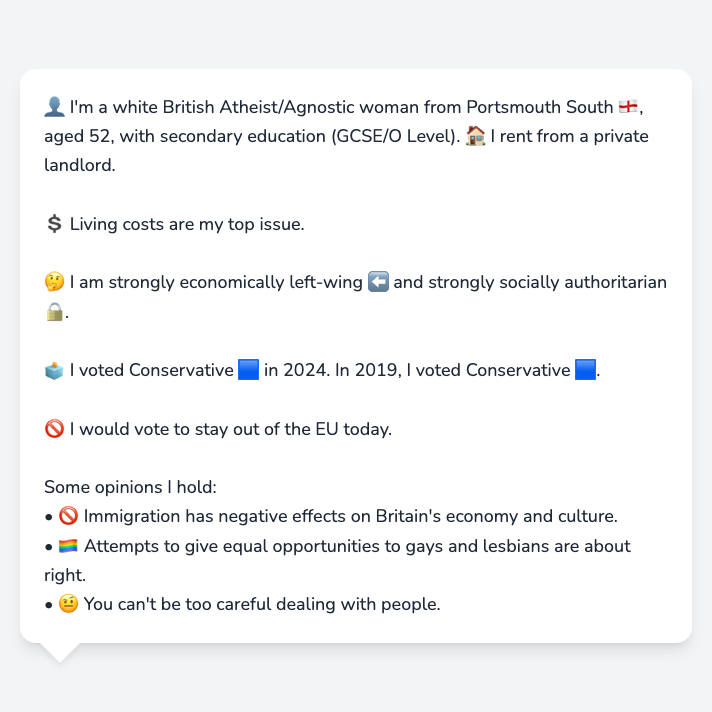 👤 I'm a white British Atheist/Agnostic woman from Portsmouth South 🏴󠁧󠁢󠁥󠁮󠁧󠁿,
aged 52, with secondary education (GCSE/O Level). 🏠 I rent from a private
landlord.
💲 Living costs are my top issue.
🤔 I am strongly economically left-wing ⬅️ and strongly socially authoritarian
🔒.
🗳️ I voted Conservative 🟦 in 2024. In 2019, I voted Conservative 🟦.
🚫 I would vote to stay out of the EU today.
Some opinions I hold:
• 🚫 Immigration has negative effects on Britain's economy and culture.
• 🏳️‍🌈 Attempts to give equal opportunities to gays and lesbians are about
right.
• 🤨 You can't be too careful dealing with people.